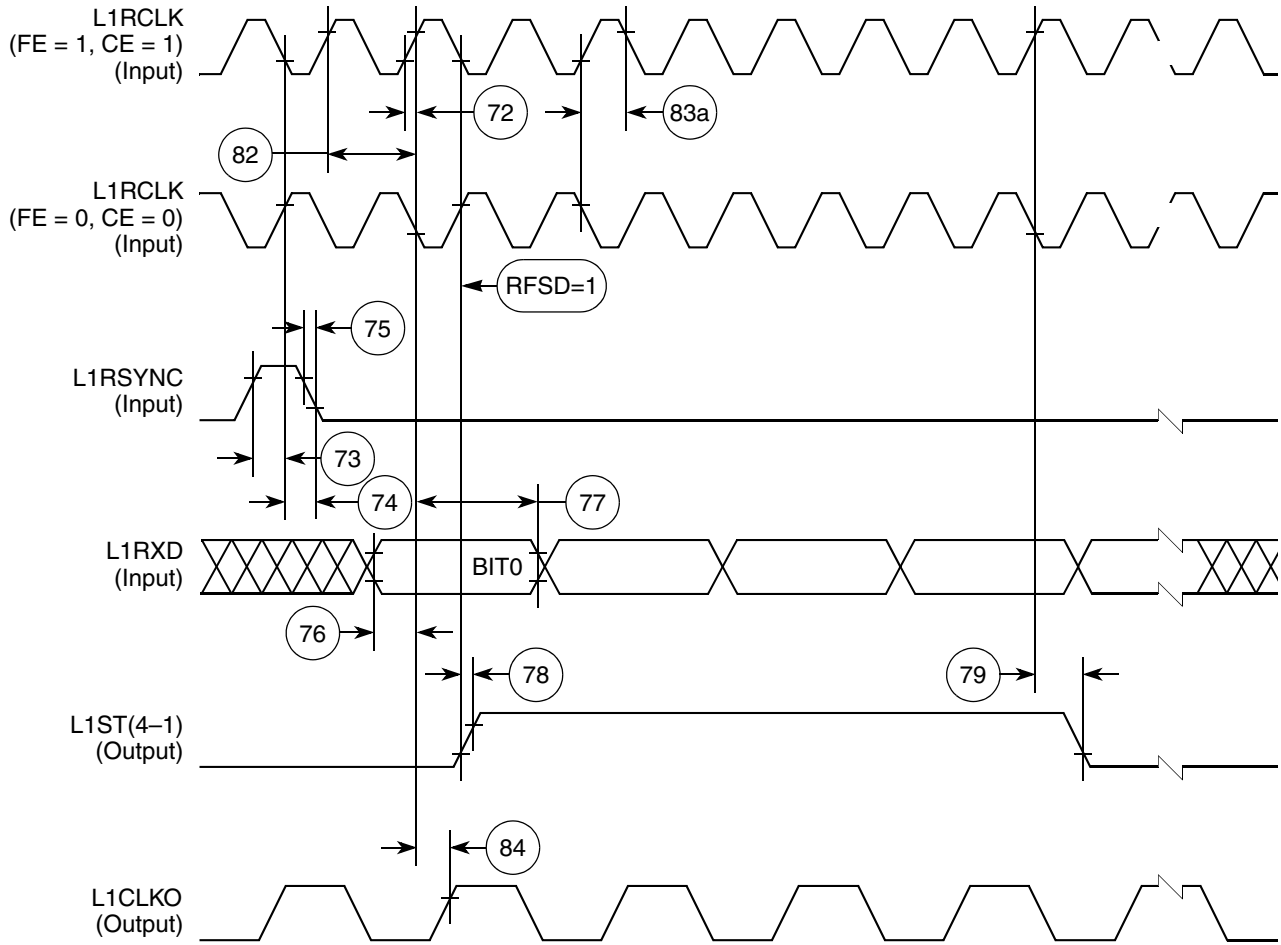 L1RCLK
(FE = 1, CE = 1)
(Input)
72
83a
82
L1RCLK
(FE = 0, CE = 0)
(Input)
RFSD=1
75
L1RSYNC
(Input)
73
74
77
L1RXD
(Input)
BIT0
76
78
79
L1ST(4–1)
(Output)
84
L1CLKO
(Output)